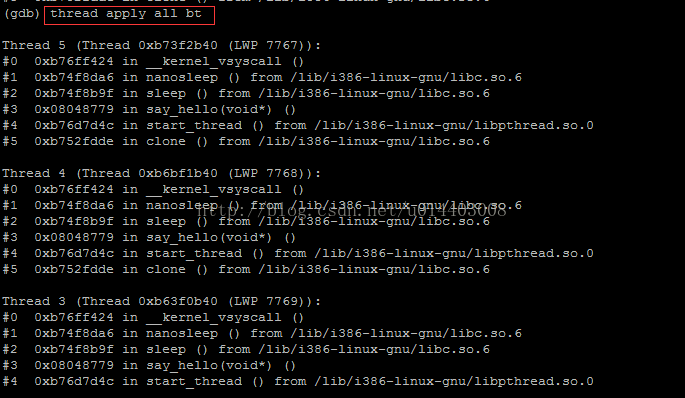 (gdb) thread apply all bt
Thread 5 (Thread 0xb73f2b40 (LWP 7767)):
#0 0xb76ff424 in __kernel_vsyscall ()
#1 0xb74f8da6 in nanosleep () from /lib/i386-linux-gnu/libc.so.6
#2 0xb74f8b9f in sleep () from /lib/i386-linux-gnu/libc.so.6
#3 0x08048779 in say_hello(void*) ()
#4 0xb76d7d4c in start_thread () from /lib/i386-linux-gnu/libpthread.so.0
#5 0xb752fdde in clone () from /lib/i386-linux-gnu/libc.so.6
Thread 4 (Thread 0xb6bf1b40 (LWP 7768)):
#0 0xb76ff424 in __kernel_vsyscall ()
#1 0xb74f8da6 in nanosleep () from /lib/i386-linux-gnu/libc.so.6
#2 0xb74f8b9f in sleep () from /lib/i386-linux-gnu/libc.so.6
http://blog.csdn.net/u014403008
#3 0x08048779 in say_hello(void*) ()
#4 0xb76d7d4c in start_thread () from /lib/i386-linux-gnu/libpthread.so.0
#5 0xb752fdde in clone () from /lib/i386-linux-gnu/libc.so.6
Thread 3 (Thread 0xb63f0b40 (LWP 7769)):
#0 0xb76ff424 in __kernel_vsyscall ()
#1 0xb74f8da6 in nanosleep () from /lib/i386-linux-gnu/libc.so.6
#2 0xb74f8b9f in sleep () from /lib/i386-linux-gnu/libc.so.6
#3 0x08048779 in say_hello(void*) ()
#4 0xb76d7d4c in start_thread () from /lib/i386-linux-gnu/libpthread.so.0